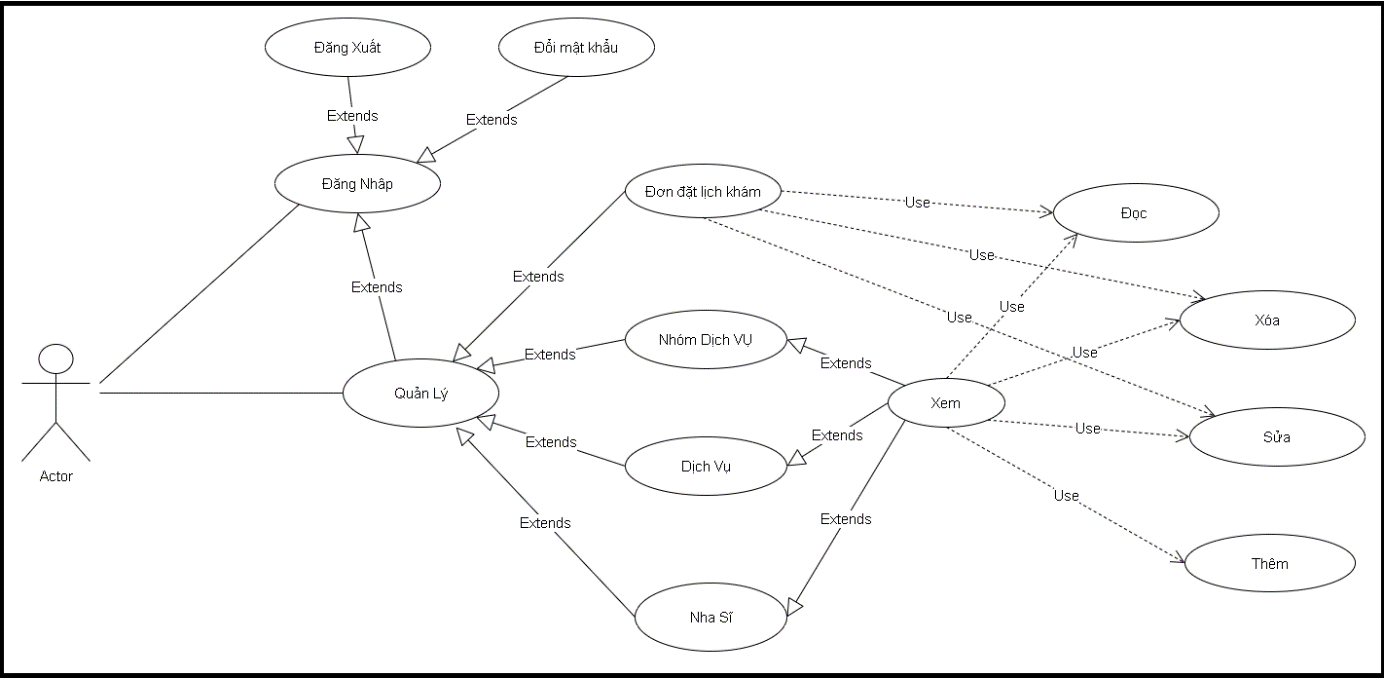 Đăng Xuất
Đổi mật khẩu
Extends
Extends
Đăng Nhâp
Đơn đặt lịch khám
Use
Đọc
Use
Extends
Extends
Use
Use
Xóa
Nhóm Dịch VỤ
Extends
Use
Extends
Quản Lý
Xem
Actor
Extends
Dịch Vụ
Extends
Use
Sửa
Use
Extends
Extends
Thêm
Nha Sĩ